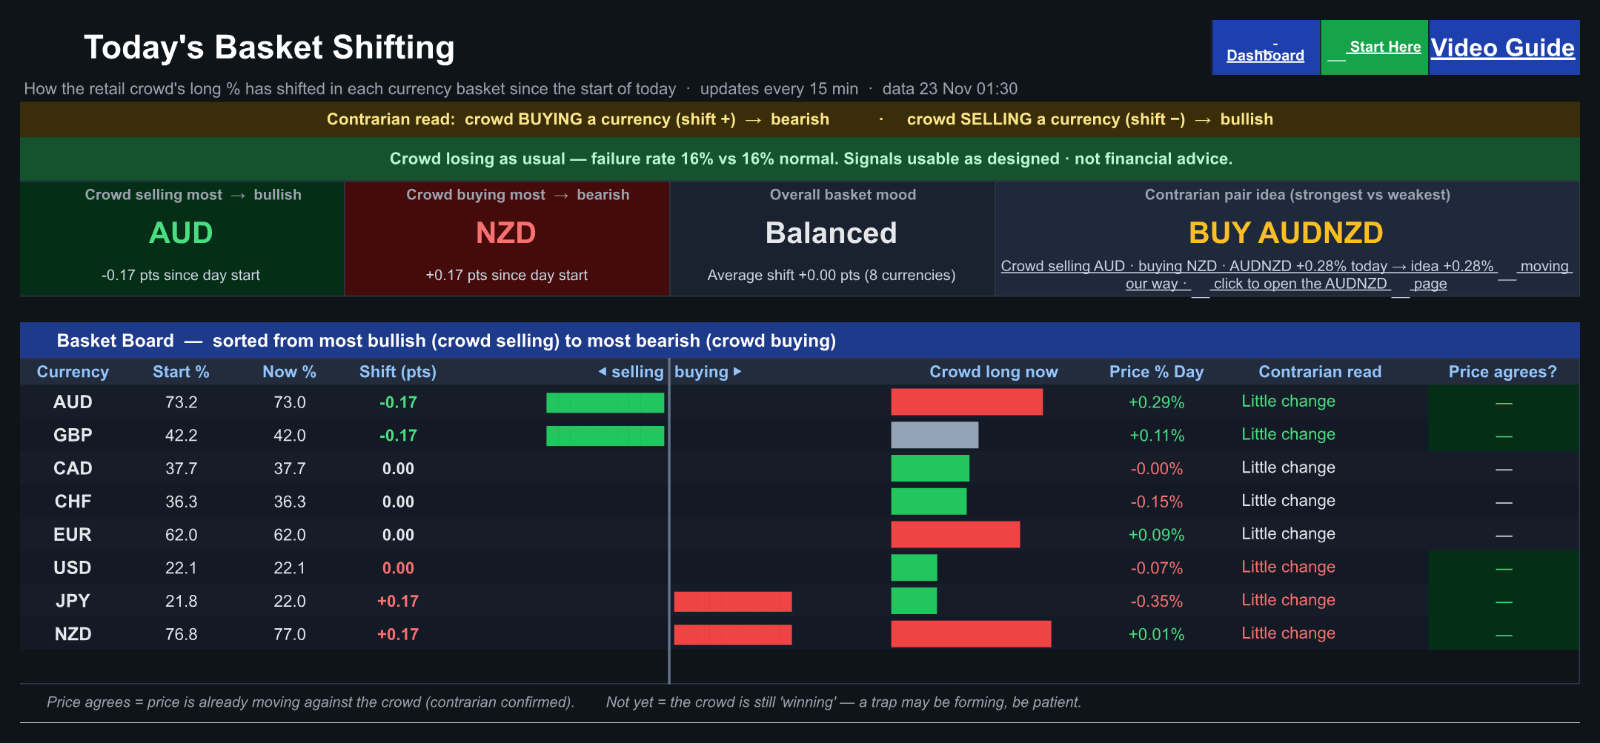 Today's Basket Shifting
Dashboard
Start Here
Video Guide
How the retail crowd's long % has shifted in each currency basket since the start of today · updates every 15 min · data 23 Nov 01:30
Contrarian read: crowd BUYING a currency (shift +) → bearish · crowd SELLING a currency (shift −) → bullish
Crowd losing as usual — failure rate 16% vs 16% normal. Signals usable as designed · not financial advice.
Crowd selling most → bullish
AUD
-0.17 pts since day start
Crowd buying most → bearish
NZD
+0.17 pts since day start
Overall basket mood
Balanced
Average shift +0.00 pts (8 currencies)
Contrarian pair idea (strongest vs weakest)
BUY AUDNZD
Crowd selling AUD · buying NZD · AUDNZD +0.28% today → idea +0.28% moving
our way · click to open the AUDNZD page
Basket Board — sorted from most bullish (crowd selling) to most bearish (crowd buying)
Currency Start % Now % Shift (pts) ◄ selling buying ► Crowd long now Price % Day Contrarian read Price agrees?
AUD 73.2 73.0 -0.17 +0.29% Little change —
GBP 42.2 42.0 -0.17 +0.11% Little change —
CAD 37.7 37.7 0.00 -0.00% Little change —
CHF 36.3 36.3 0.00 -0.15% Little change —
EUR 62.0 62.0 0.00 +0.09% Little change —
USD 22.1 22.1 0.00 -0.07% Little change —
JPY 21.8 22.0 +0.17 -0.35% Little change —
NZD 76.8 77.0 +0.17 +0.01% Little change —
Price agrees = price is already moving against the crowd (contrarian confirmed). Not yet = the crowd is still 'winning' — a trap may be forming, be patient.